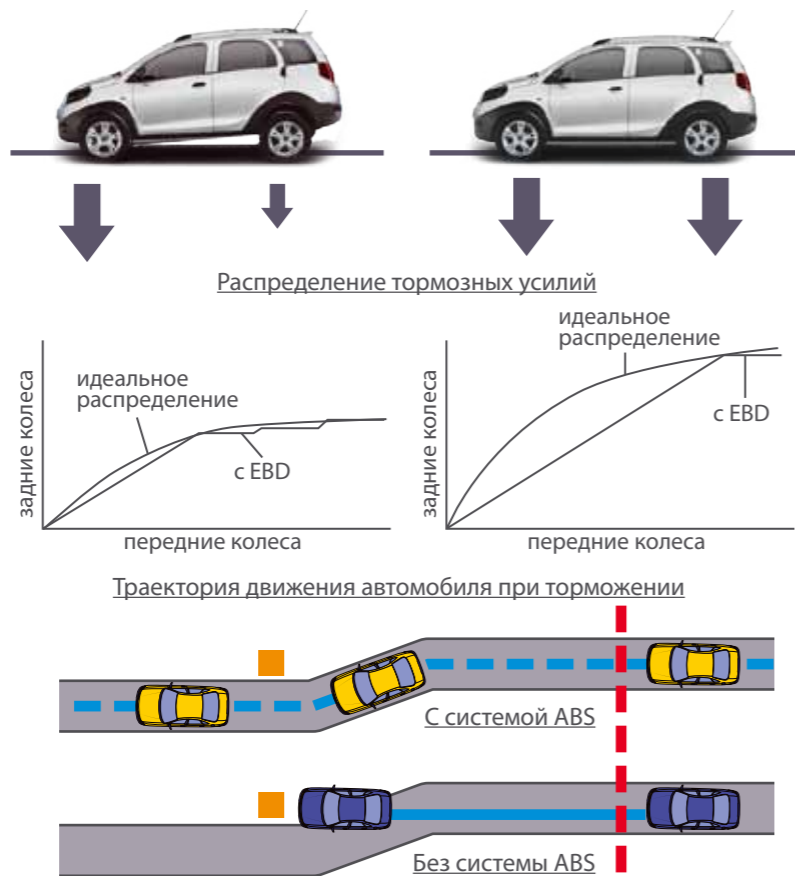 Распределение тормозных усилий
задние колеса
идеальное
распределение
с EBD
передние колеса
задние колеса
идеальное
распределение
с EBD
передние колеса
Траектория движения автомобиля при торможении
С системой ABS
Без системы ABS